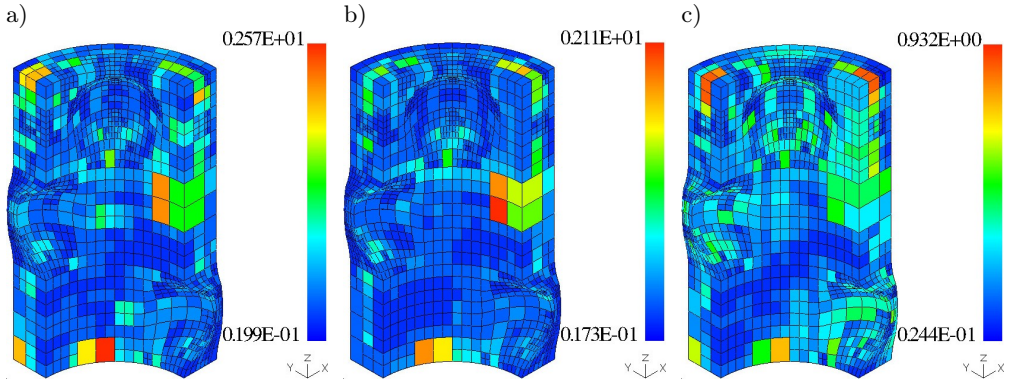 a)
b)
c)
0.257E+01
0.211E+01
0.932E+00
0.199E-01
0.173E-01
0.244E-01
Z
Y X
Z
Y X
Z
Y X